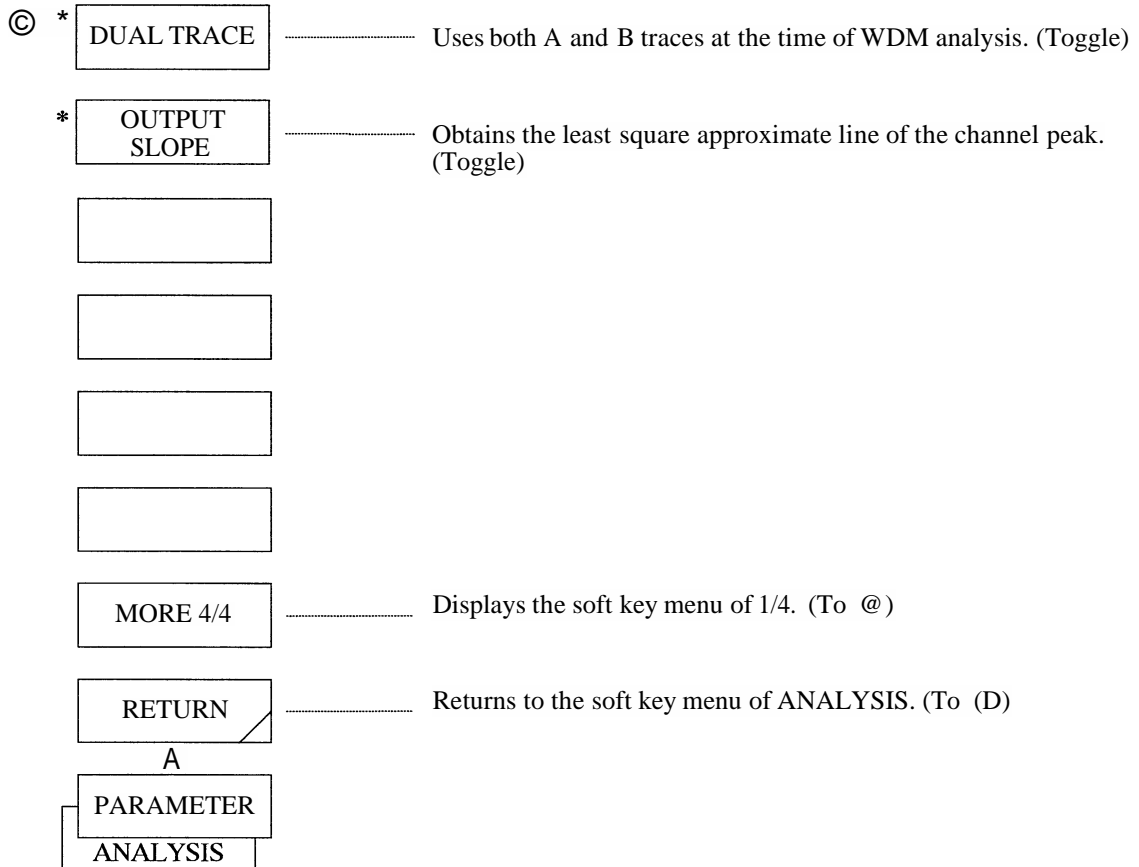 © * DUAL TRACE Uses both A and B traces at the time of WDM analysis. (Toggle)
* OUTPUT SLOPE Obtains the least square approximate line of the channel peak. (Toggle)
MORE 4/4 Displays the soft key menu of 1/4. (To @)
RETURN Returns to the soft key menu of ANALYSIS. (To (D)
A
PARAMETER
ANALYSIS